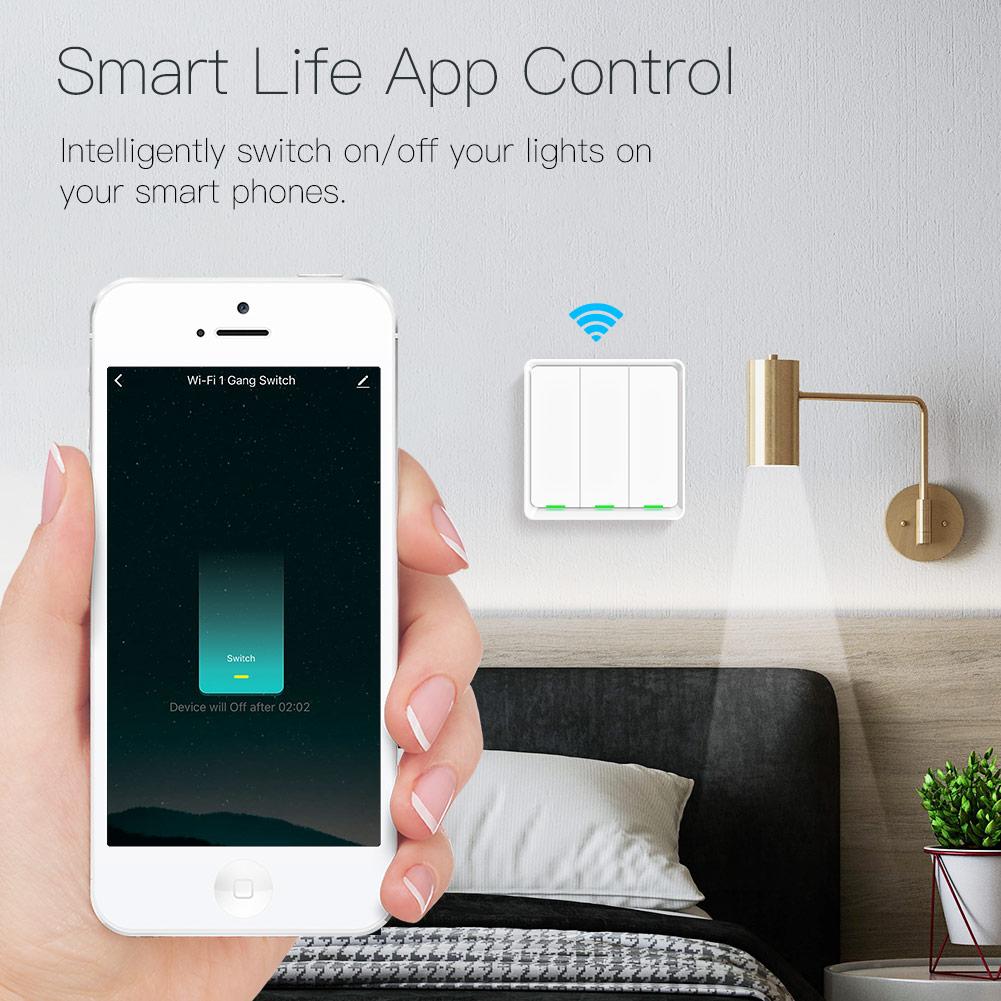 Smart Life App Control
Intelligently switch on/off your lights on
your smart phones.
Wi-Fi 1 Gang Switch
Switch
Device will Off after 02:02